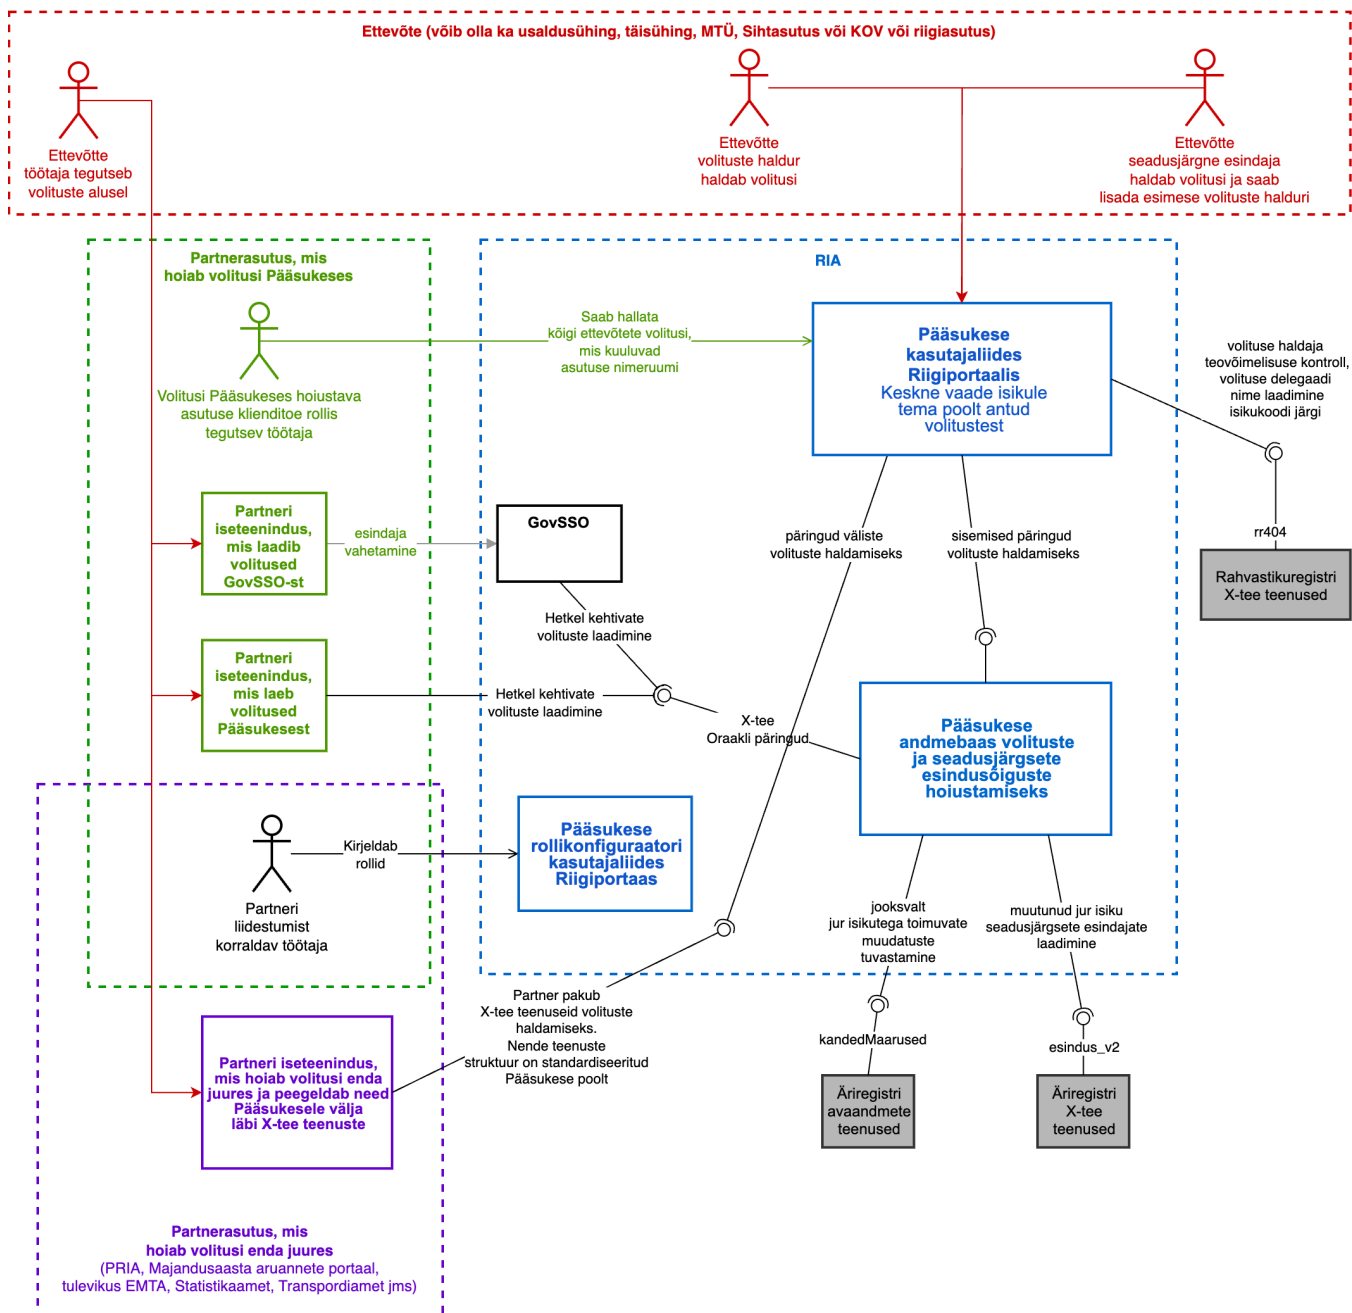 Ettevõte (võib olla ka usaldusühing, täisühing, MTÜ, Sihtasutus või KOV või riigiasutus)
Ettevõtte
töötaja tegutseb
volituste alusel
Ettevõtte
volituste haldur
haldab volitusi
Ettevõtte
seadusjärgne esindaja
haldab volitusi ja saab
lisada esimese volituste halduri
Partnerasutus, mis
hoiab volitusi Pääsukeses
RIA
Volitusi Pääsukeses hoiustava
asutuse klienditoe rollis
tegutsev töötaja
Saab hallata
kõigi ettevõtete volitusi,
mis kuuluvad
asutuse nimeruumi
Pääsukese
kasutajaliides
Riigiportaalis
Keskne vaade isikule
tema poolt antud
volitustest
volituse haldaja
teovõimelisuse kontroll,
volituse delegaadi
nime laadimine
isikukoodi järgi
rr404
Rahvastikuregistri
X-tee teenused
Partneri
iseteenindus,
mis laadib
volitused
GovSSO-st
esindaja
vahetamine
GovSSO
päringud väliste
volituste haldamiseks
sisemised päringud
volituste haldamiseks
Hetkel kehtivate
volituste laadimine
Partneri
iseteenindus,
mis laeb
volitused
Pääsukesest
Hetkel kehtivate
volituste laadimine
X-tee
Oraakli päringud
Pääsukese
andmebaas volituste
ja seadusjärgsete
esindusõiguste
hoiustamiseks
Partneri
liidestumist
korraldav töötaja
Kirjeldab
rollid
Pääsukese
rollikonfiguraatori
kasutajaliides
Riigiportaas
jooksvalt
jur isikutega toimuvate
muudatuste
tuvastamine
muutunud jur isiku
seadusjärgsete esindajate
laadimine
Partner pakub
X-tee teenuseid volituste
haldamiseks.
Nende teenuste
struktuur on standardiseeritud
Pääsukese poolt
kandedMaarused
esindus_v2
Partneri iseteenindus,
mis hoiab volitusi enda
juures ja peegeldab need
Pääsukesele välja
läbi X-tee teenuste
Äriregistri
avaandmete
teenused
Äriregistri
X-tee
teenused
Partnerasutus, mis
hoiab volitusi enda juures
(PRIA, Majandusaasta aruannete portaal,
tulevikus EMTA, Statistikaamet, Transpordiamet jms)